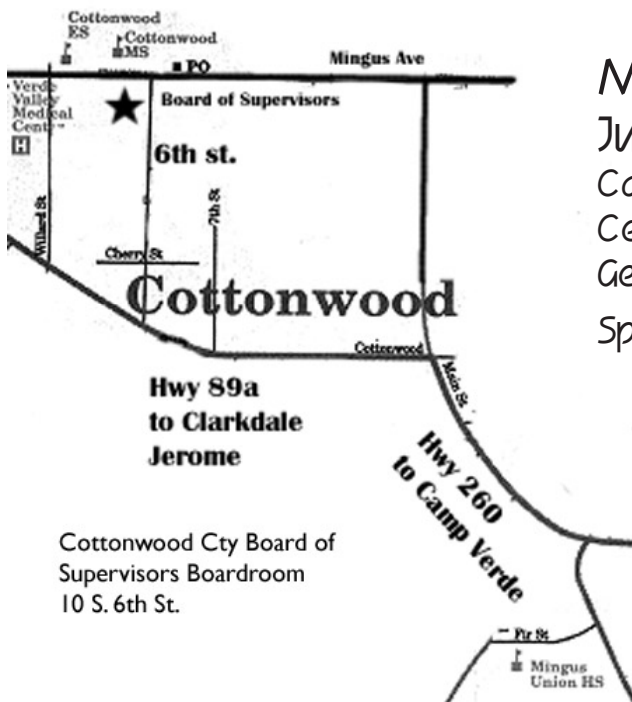 Cottonwood
ES
Cottonwood
MS
PO
Mingus Ave
Verde
Valley
Medical
H
Board of Supervisors
6th st.
Willard St
7th St
Cherry St
Cottonwood
Cottonwood
Main St
Hwy 89a
to Clarkdale
Jerome
Hwy 260
to Camp Verde
Cottonwood Cty Board of
Supervisors Boardroom
10 S. 6th St.
Fir St
Mingus
Union HS